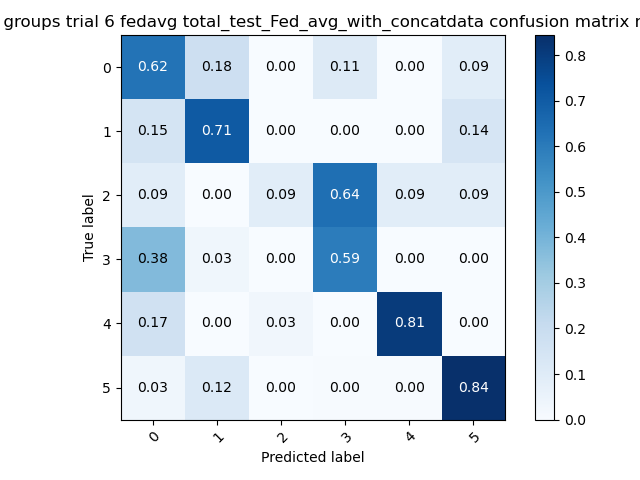 groups trial 6 fedavg total_test_Fed_avg_with_concatdata confusion matrix
0 0.62 0.18 0.00 0.11 0.00 0.09
1 0.15 0.71 0.00 0.00 0.00 0.14
2 0.09 0.00 0.09 0.64 0.09 0.09
3 0.38 0.03 0.00 0.59 0.00 0.00
4 0.17 0.00 0.03 0.00 0.81 0.00
5 0.03 0.12 0.00 0.00 0.00 0.84
0 1 2 3 4 5
True label
Predicted label
0.8
0.7
0.6
0.5
0.4
0.3
0.2
0.1
0.0